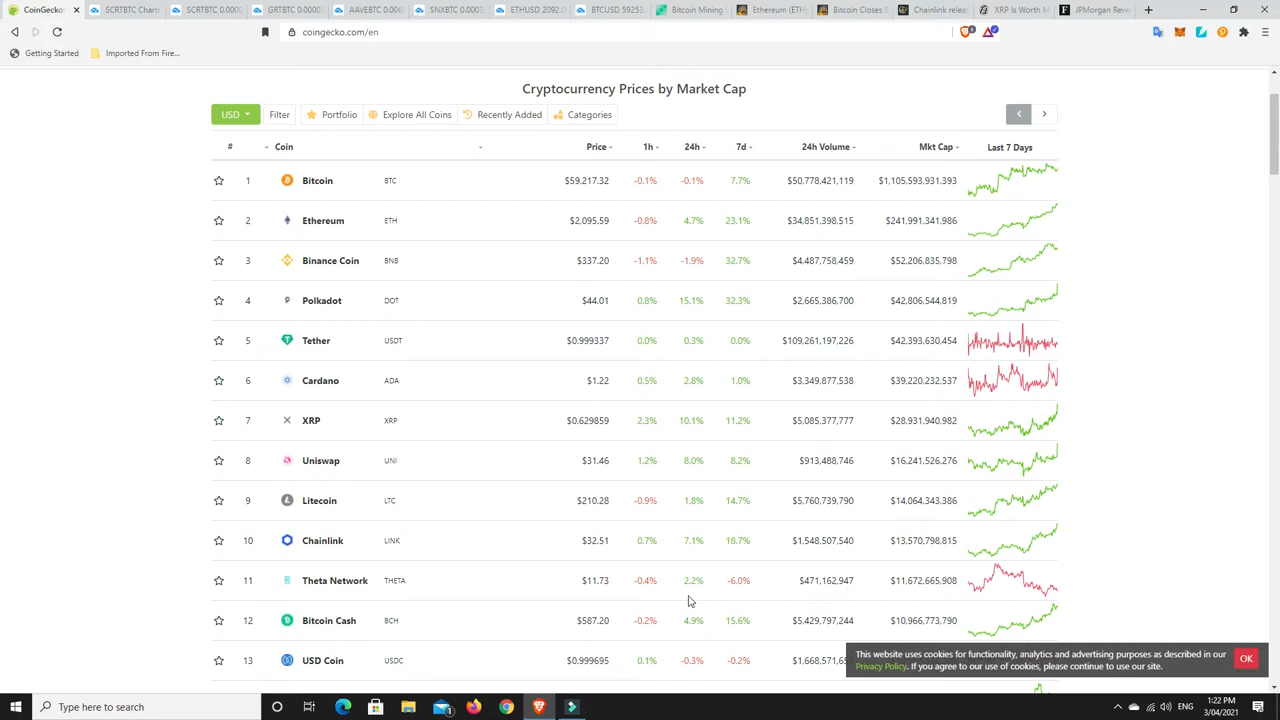 CoinGecko:
SCRTBTC Charts
SCRTBTC 0.0000
GRTBTC 0.0000
AAVEBTC 0.006
SNXBTC 0.0003
ETHUSD 2092.0
BTCUSD 59253.
Bitcoin Mining
Ethereum (ETH
Bitcoin Closes B
Chainlink releas
XRP Is Worth M
JPMorgan Rever
coingecko.com/en
Getting Started
Imported From Fire...
Cryptocurrency Prices by Market Cap
USD Filter Portfolio Explore All Coins Recently Added Categories
# Coin Price 1h 24h 7d 24h Volume Mkt Cap Last 7 Days
1 Bitcoin BTC $59,217.32 -0.1% -0.1% 7.7% $50,778,421,119 $1,105,593,931,393
2 Ethereum ETH $2,095.59 -0.8% 4.7% 23.1% $34,851,398,515 $241,991,341,986
3 Binance Coin BNB $337.20 -1.1% -1.9% 32.7% $4,487,758,459 $52,206,835,798
4 Polkadot DOT $44.01 0.8% 15.1% 32.3% $2,665,386,700 $42,806,544,819
5 Tether USDT $0.999337 0.0% 0.3% 0.0% $109,261,197,226 $42,393,630,454
6 Cardano ADA $1.22 0.5% 2.8% 1.0% $3,349,877,538 $39,220,232,537
7 XRP XRP $0.629859 2.3% 10.1% 11.2% $5,085,377,777 $28,931,940,982
8 Uniswap UNI $31.46 1.2% 8.0% 8.2% $913,488,746 $16,241,526,276
9 Litecoin LTC $210.28 -0.9% 1.8% 14.7% $5,760,739,790 $14,064,343,386
10 Chainlink LINK $32.51 0.7% 7.1% 18.7% $1,548,507,540 $13,570,798,815
11 Theta Network THETA $11.73 -0.4% 2.2% -6.0% $471,162,947 $11,672,665,908
12 Bitcoin Cash BCH $587.20 -0.2% 4.9% 15.6% $5,429,797,244 $10,966,773,790
13 USD Coin USDC $0.999695 0.1% -0.3% -0.2% $1,668,571,65
This website uses cookies for functionality, analytics and advertising purposes as described in our
Privacy Policy. If you agree to our use of cookies, please continue to use our site.
OK
Type here to search
ENG
1:22 PM
3/04/2021